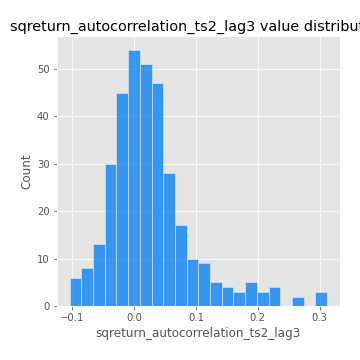 sqreturn_autocorrelation_ts2_lag3 value distribut
50
40
30
20
10
0
Count
−0.1 0.0 0.1 0.2 0.3
sqreturn_autocorrelation_ts2_lag3